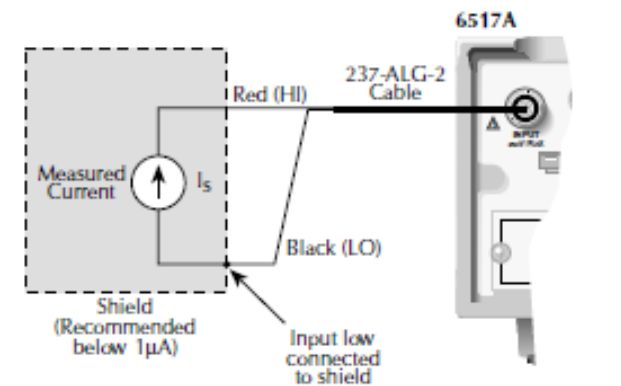 6517A
237-ALG-2
Cable
Red (HI)
INPUT
Measured
Current
IS
Black (LO)
Shield
(Recommended
below 1µA)
Input low
connected
to shield